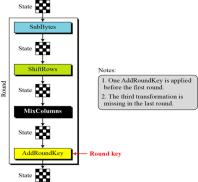 State
SubBytes
State
ShiftRows
State
MixColumns
State
AddRoundKey
Round key
State
Round
Notes:
1. One AddRoundKey is applied
before the first round.
2. The third transformation is
missing in the last round.